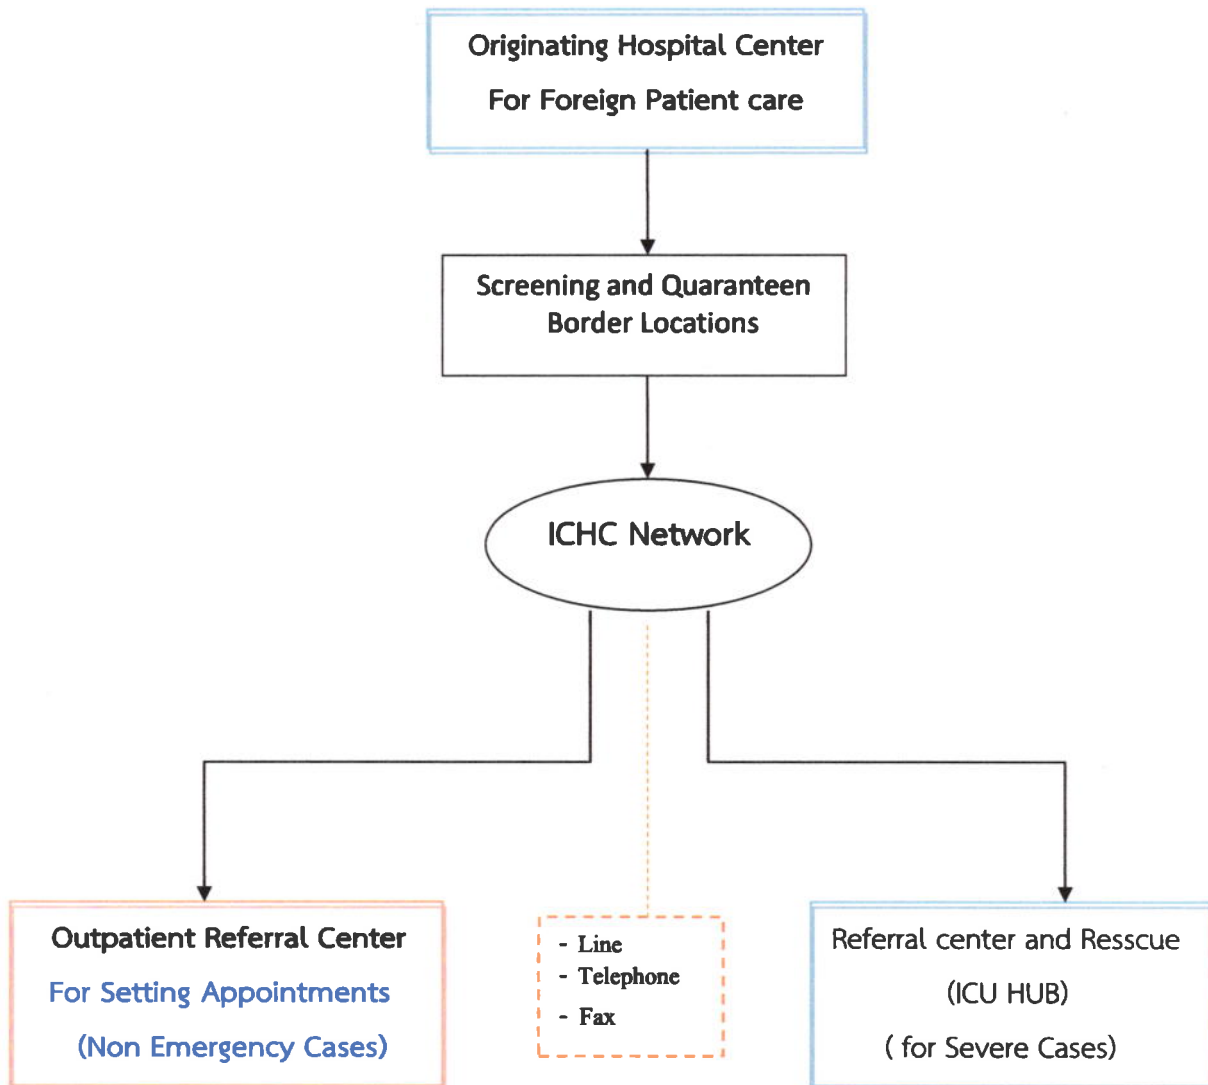 Originating Hospital Center
For Foreign Patient care
Screening and Quaranteen
Border Locations
ICHC Network
Outpatient Referral Center
For Setting Appointments
(Non Emergency Cases)
- Line
- Telephone
- Fax
Referral center and Resscue
(ICU HUB)
( for Severe Cases)